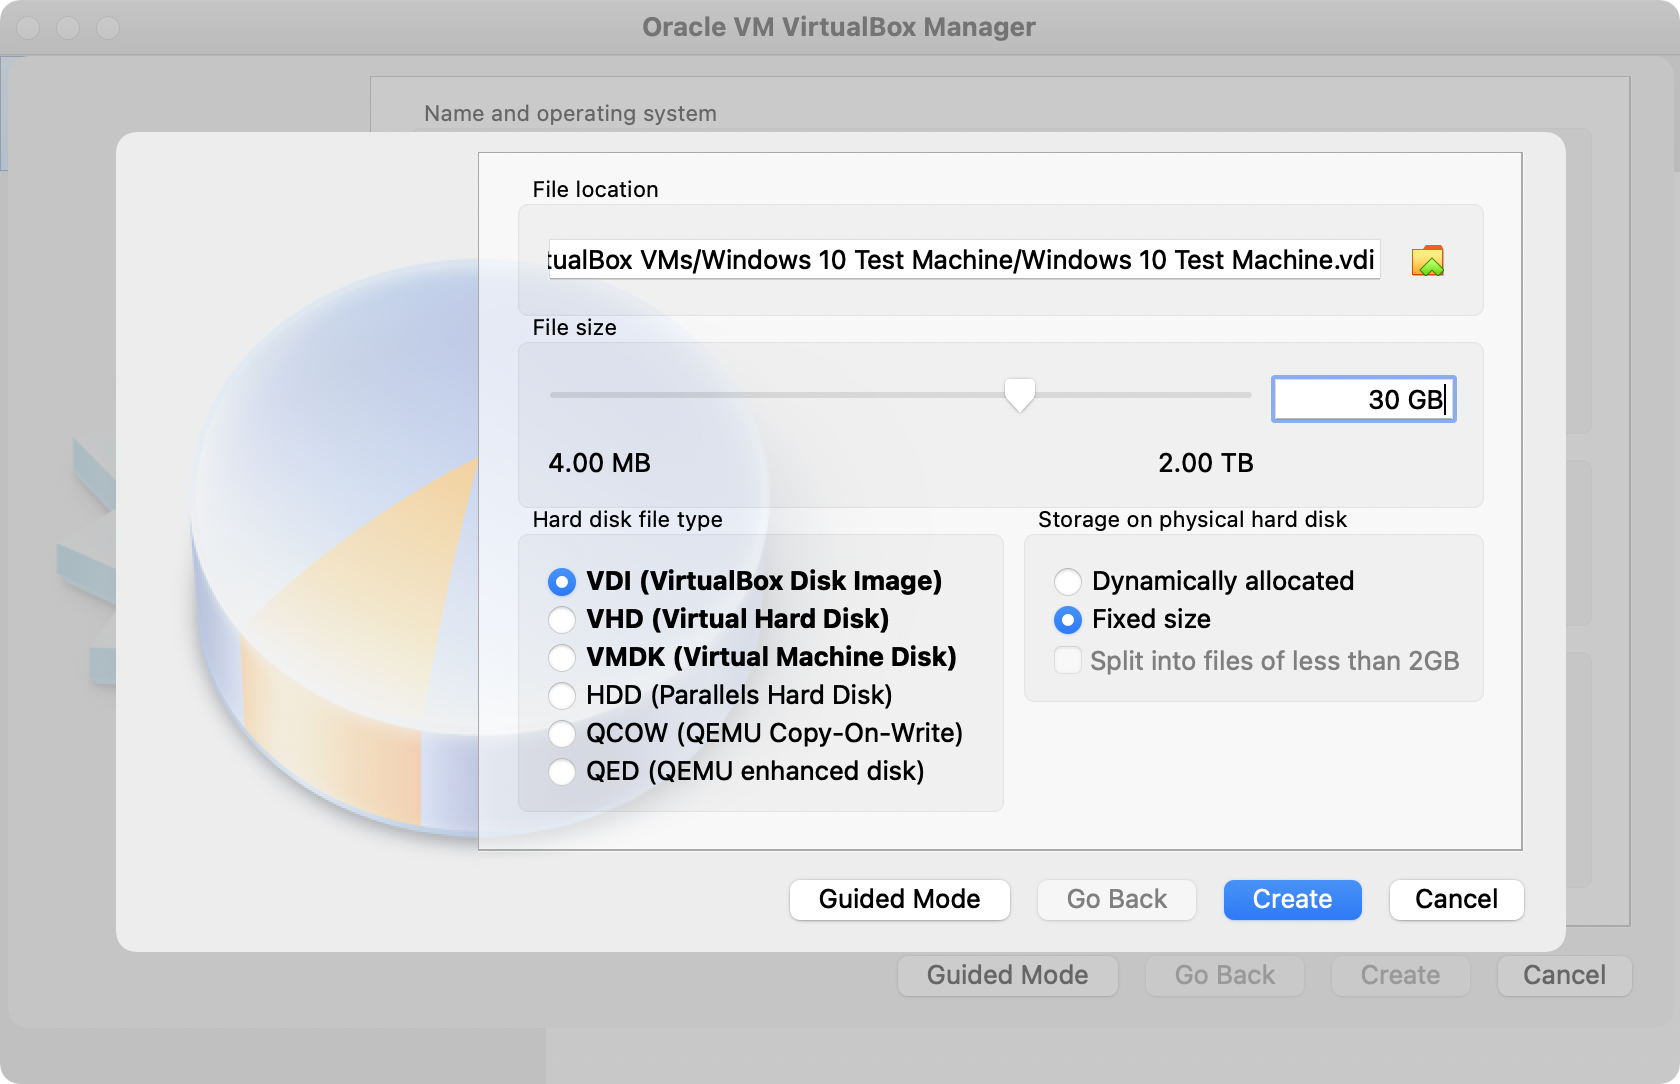 Oracle VM VirtualBox Manager
Name and operating system
File location
tualBox VMs/Windows 10 Test Machine/Windows 10 Test Machine.vdi
File size
30 GB
4.00 MB
2.00 TB
Hard disk file type
VDI (VirtualBox Disk Image)
VHD (Virtual Hard Disk)
VMDK (Virtual Machine Disk)
HDD (Parallels Hard Disk)
QCOW (QEMU Copy-On-Write)
QED (QEMU enhanced disk)
Storage on physical hard disk
Dynamically allocated
Fixed size
Split into files of less than 2GB
Guided Mode
Go Back
Create
Cancel
Guided Mode
Go Back
Create
Cancel